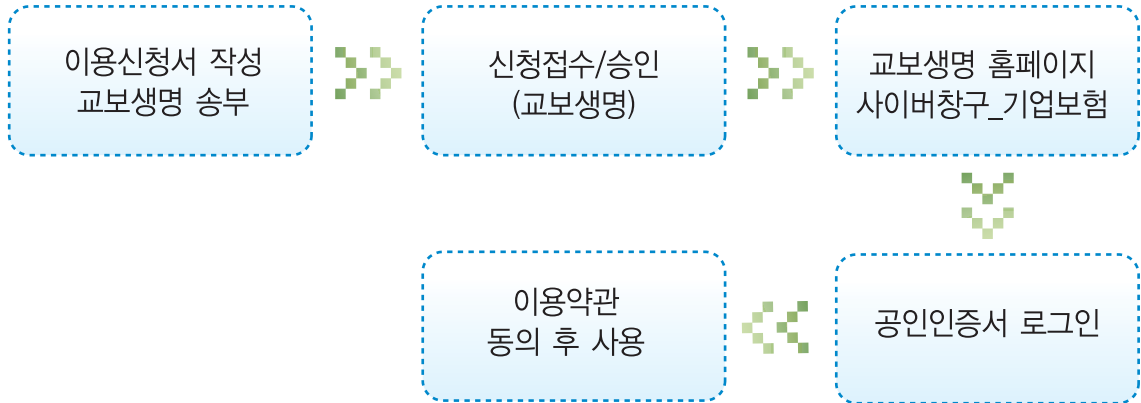 이용신청서 작성
교보생명 송부
신청접수/승인
(교보생명)
교보생명 홈페이지
사이버창구_기업보험
공인인증서 로그인
이용약관
동의 후 사용